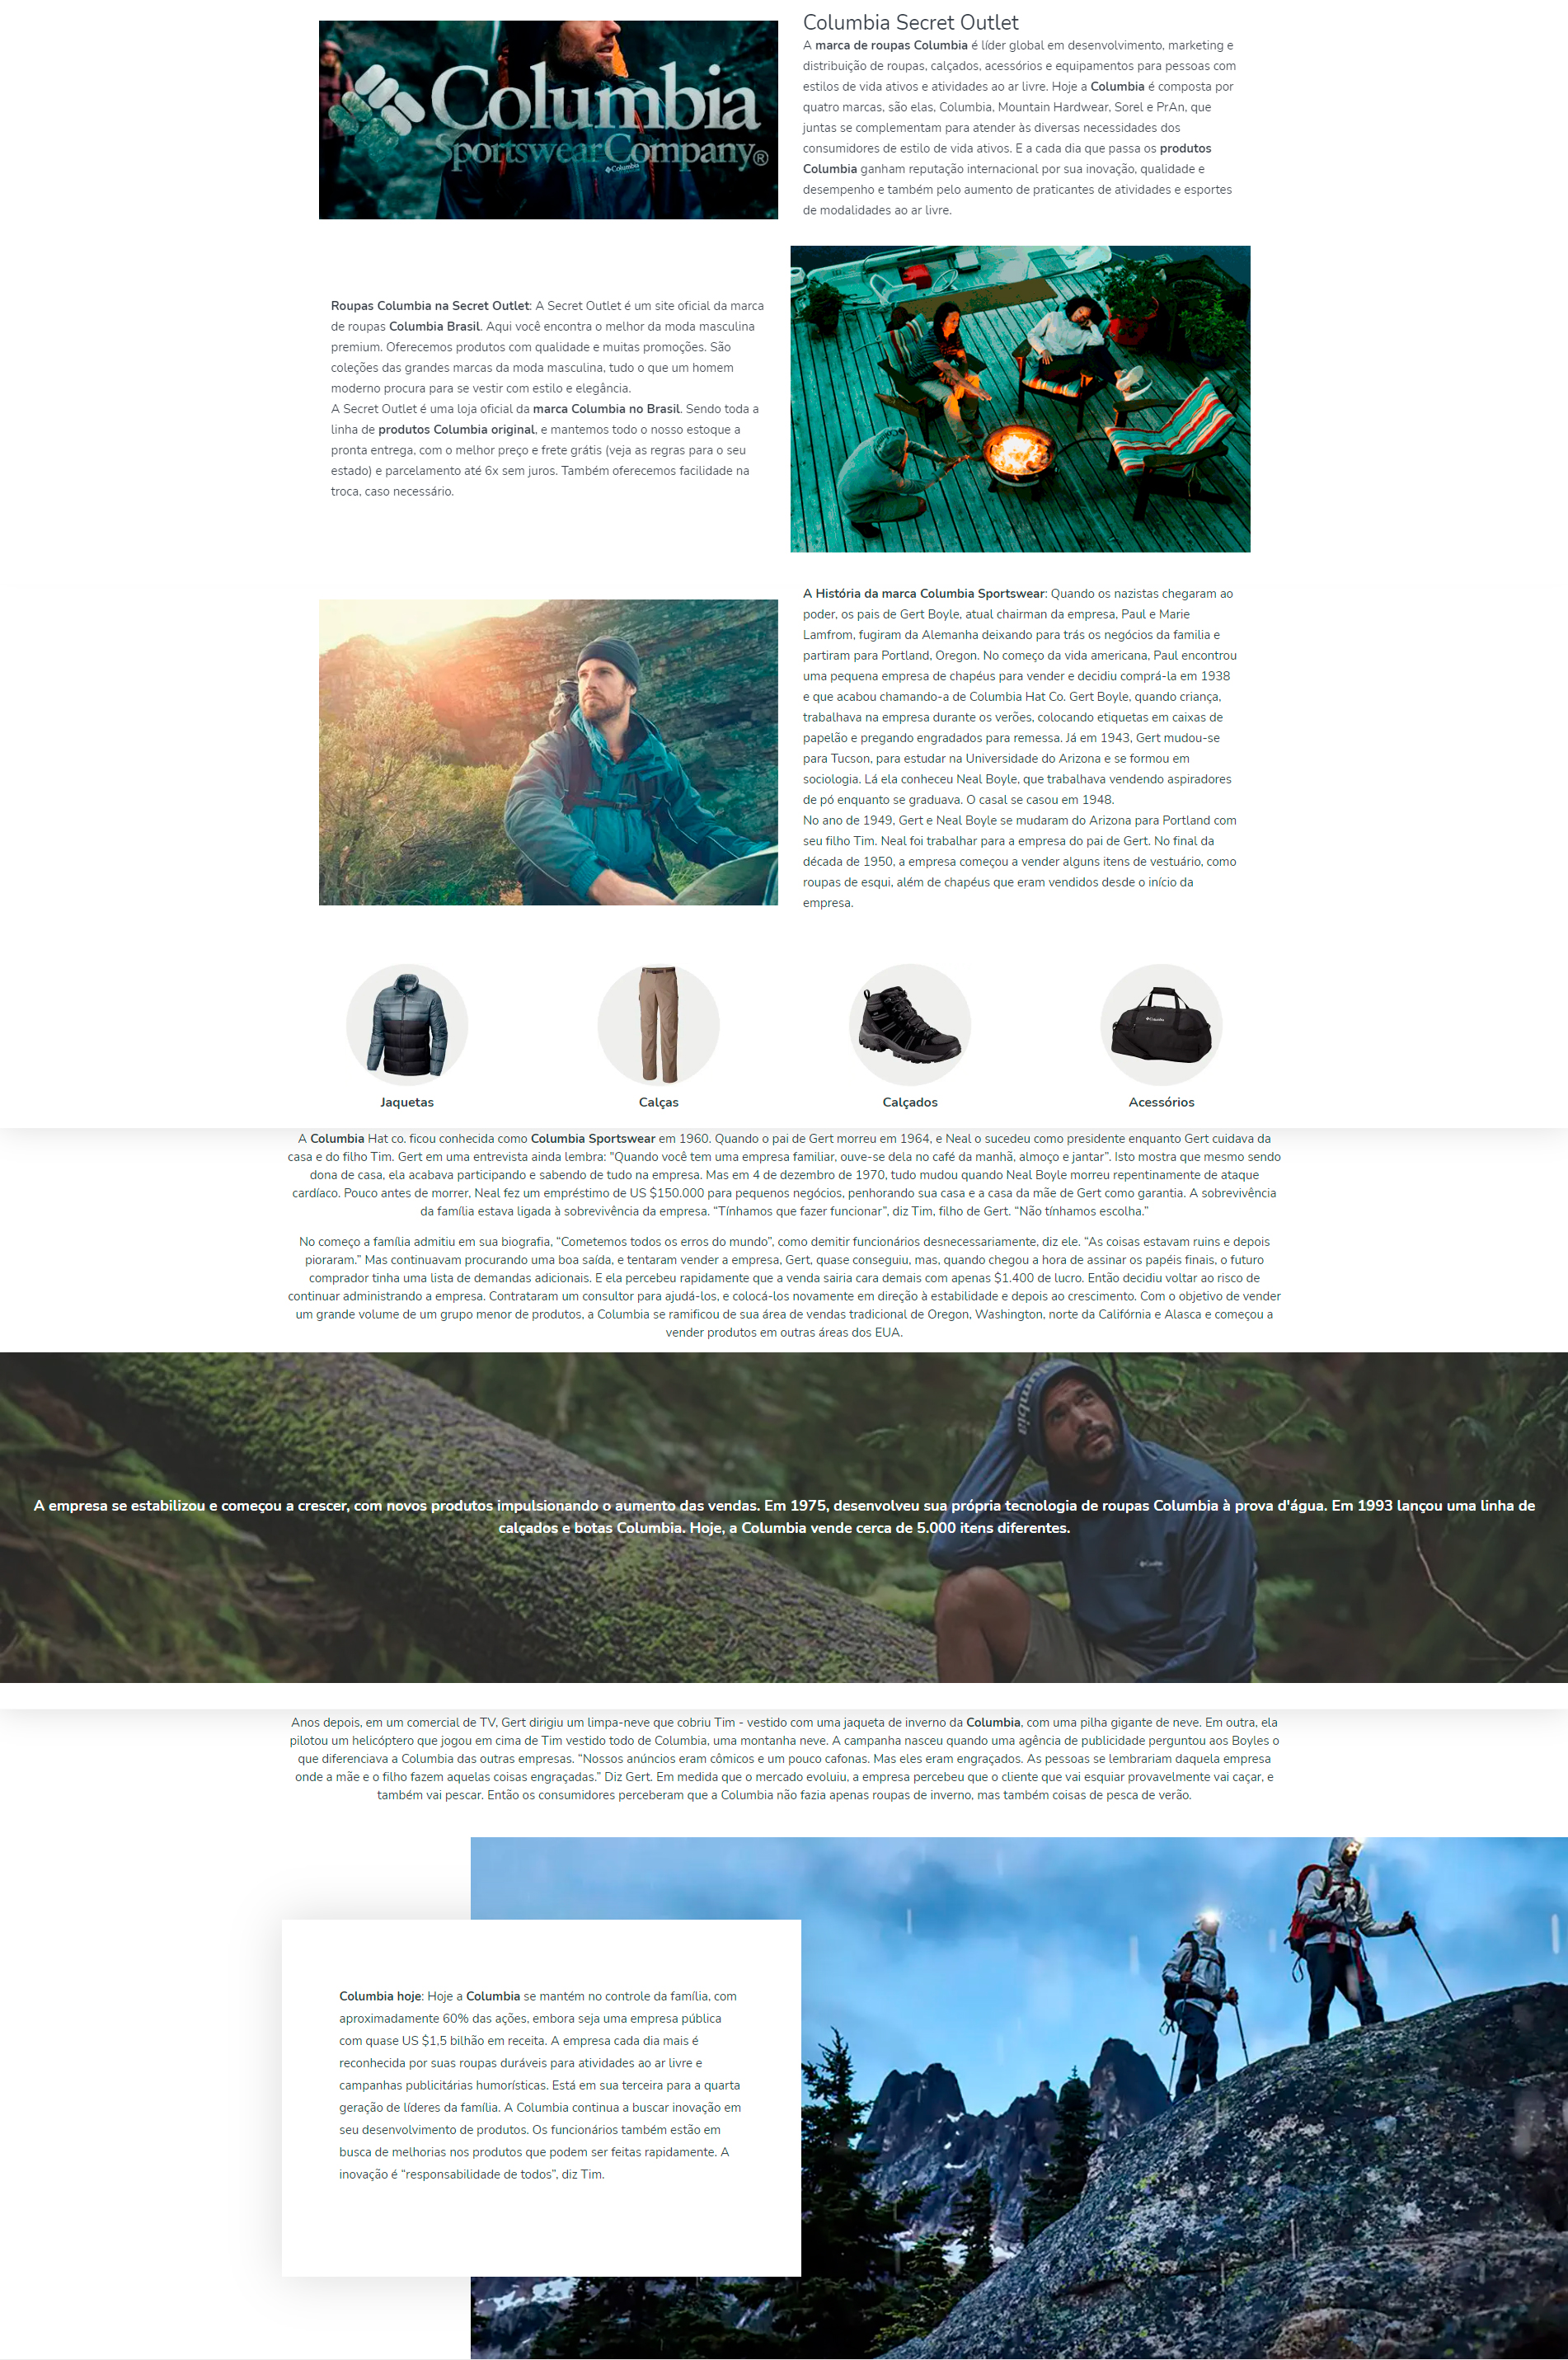 Columbia
SportswearCompany®
Columbia
Columbia Secret Outlet
A marca de roupas Columbia é líder global em desenvolvimento, marketing e
distribuição de roupas, calçados, acessórios e equipamentos para pessoas com
estilos de vida ativos e atividades ao ar livre. Hoje a Columbia é composta por
quatro marcas, são elas, Columbia, Mountain Hardwear, Sorel e PrAn, que
juntas se complementam para atender às diversas necessidades dos
consumidores de estilo de vida ativos. E a cada dia que passa os produtos
Columbia ganham reputação internacional por sua inovação, qualidade e
desempenho e também pelo aumento de praticantes de atividades e esportes
de modalidades ao ar livre.
Roupas Columbia na Secret Outlet: A Secret Outlet é um site oficial da marca
de roupas Columbia Brasil. Aqui você encontra o melhor da moda masculina
premium. Oferecemos produtos com qualidade e muitas promoções. São
coleções das grandes marcas da moda masculina, tudo o que um homem
moderno procura para se vestir com estilo e elegância.
A Secret Outlet é uma loja oficial da marca Columbia no Brasil. Sendo toda a
linha de produtos Columbia original, e mantemos todo o nosso estoque a
pronta entrega, com o melhor preço e frete grátis (veja as regras para o seu
estado) e parcelamento até 6x sem juros. Também oferecemos facilidade na
troca, caso necessário.
A História da marca Columbia Sportswear: Quando os nazistas chegaram ao
poder, os pais de Gert Boyle, atual chairman da empresa, Paul e Marie
Lamfrom, fugiram da Alemanha deixando para trás os negócios da familia e
partiram para Portland, Oregon. No começo da vida americana, Paul encontrou
uma pequena empresa de chapéus para vender e decidiu comprá-la em 1938
e que acabou chamando-a de Columbia Hat Co. Gert Boyle, quando criança,
trabalhava na empresa durante os verões, colocando etiquetas em caixas de
papelão e pregando engradados para remessa. Já em 1943, Gert mudou-se
para Tucson, para estudar na Universidade do Arizona e se formou em
sociologia. Lá ela conheceu Neal Boyle, que trabalhava vendendo aspiradores
de pó enquanto se graduava. O casal se casou em 1948.
No ano de 1949, Gert e Neal Boyle se mudaram do Arizona para Portland com
seu filho Tim. Neal foi trabalhar para a empresa do pai de Gert. No final da
década de 1950, a empresa começou a vender alguns itens de vestuário, como
roupas de esqui, além de chapéus que eram vendidos desde o início da
empresa.
Columbia
Jaquetas
Calças
Calçados
Acessórios
A Columbia Hat co. ficou conhecida como Columbia Sportswear em 1960. Quando o pai de Gert morreu em 1964, e Neal o sucedeu como presidente enquanto Gert cuidava da
casa e do filho Tim. Gert em uma entrevista ainda lembra: "Quando você tem uma empresa familiar, ouve-se dela no café da manhã, almoço e jantar”. Isto mostra que mesmo sendo
dona de casa, ela acabava participando e sabendo de tudo na empresa. Mas em 4 de dezembro de 1970, tudo mudou quando Neal Boyle morreu repentinamente de ataque
cardíaco. Pouco antes de morrer, Neal fez um empréstimo de US $150.000 para pequenos negócios, penhorando sua casa e a casa da mãe de Gert como garantia. A sobrevivência
da família estava ligada à sobrevivência da empresa. “Tínhamos que fazer funcionar”, diz Tim, filho de Gert. “Não tínhamos escolha.”
No começo a família admitiu em sua biografia, “Cometemos todos os erros do mundo”, como demitir funcionários desnecessariamente, diz ele. “As coisas estavam ruins e depois
pioraram.” Mas continuavam procurando uma boa saída, e tentaram vender a empresa, Gert, quase conseguiu, mas, quando chegou a hora de assinar os papéis finais, o futuro
comprador tinha uma lista de demandas adicionais. E ela percebeu rapidamente que a venda sairia cara demais com apenas $1.400 de lucro. Então decidiu voltar ao risco de
continuar administrando a empresa. Contrataram um consultor para ajudá-los, e colocá-los novamente em direção à estabilidade e depois ao crescimento. Com o objetivo de vender
um grande volume de um grupo menor de produtos, a Columbia se ramificou de sua área de vendas tradicional de Oregon, Washington, norte da Califórnia e Alasca e começou a
vender produtos em outras áreas dos EUA.
A empresa se estabilizou e começou a crescer, com novos produtos impulsionando o aumento das vendas. Em 1975, desenvolveu sua própria tecnologia de roupas Columbia à prova d'água. Em 1993 lançou uma linha de
calçados e botas Columbia. Hoje, a Columbia vende cerca de 5.000 itens diferentes.
Columbia
Anos depois, em um comercial de TV, Gert dirigiu um limpa-neve que cobriu Tim - vestido com uma jaqueta de inverno da Columbia, com uma pilha gigante de neve. Em outra, ela
pilotou um helicóptero que jogou em cima de Tim vestido todo de Columbia, uma montanha neve. A campanha nasceu quando uma agência de publicidade perguntou aos Boyles o
que diferenciava a Columbia das outras empresas. “Nossos anúncios eram cômicos e um pouco cafonas. Mas eles eram engraçados. As pessoas se lembrariam daquela empresa
onde a mãe e o filho fazem aquelas coisas engraçadas.” Diz Gert. Em medida que o mercado evoluiu, a empresa percebeu que o cliente que vai esquiar provavelmente vai caçar, e
também vai pescar. Então os consumidores perceberam que a Columbia não fazia apenas roupas de inverno, mas também coisas de pesca de verão.
Columbia hoje: Hoje a Columbia se mantém no controle da família, com
aproximadamente 60% das ações, embora seja uma empresa pública
com quase US $1,5 bilhão em receita. A empresa cada dia mais é
reconhecida por suas roupas duráveis para atividades ao ar livre e
campanhas publicitárias humorísticas. Está em sua terceira para a quarta
geração de líderes da família. A Columbia continua a buscar inovação em
seu desenvolvimento de produtos. Os funcionários também estão em
busca de melhorias nos produtos que podem ser feitas rapidamente. A
inovação é “responsabilidade de todos”, diz Tim.